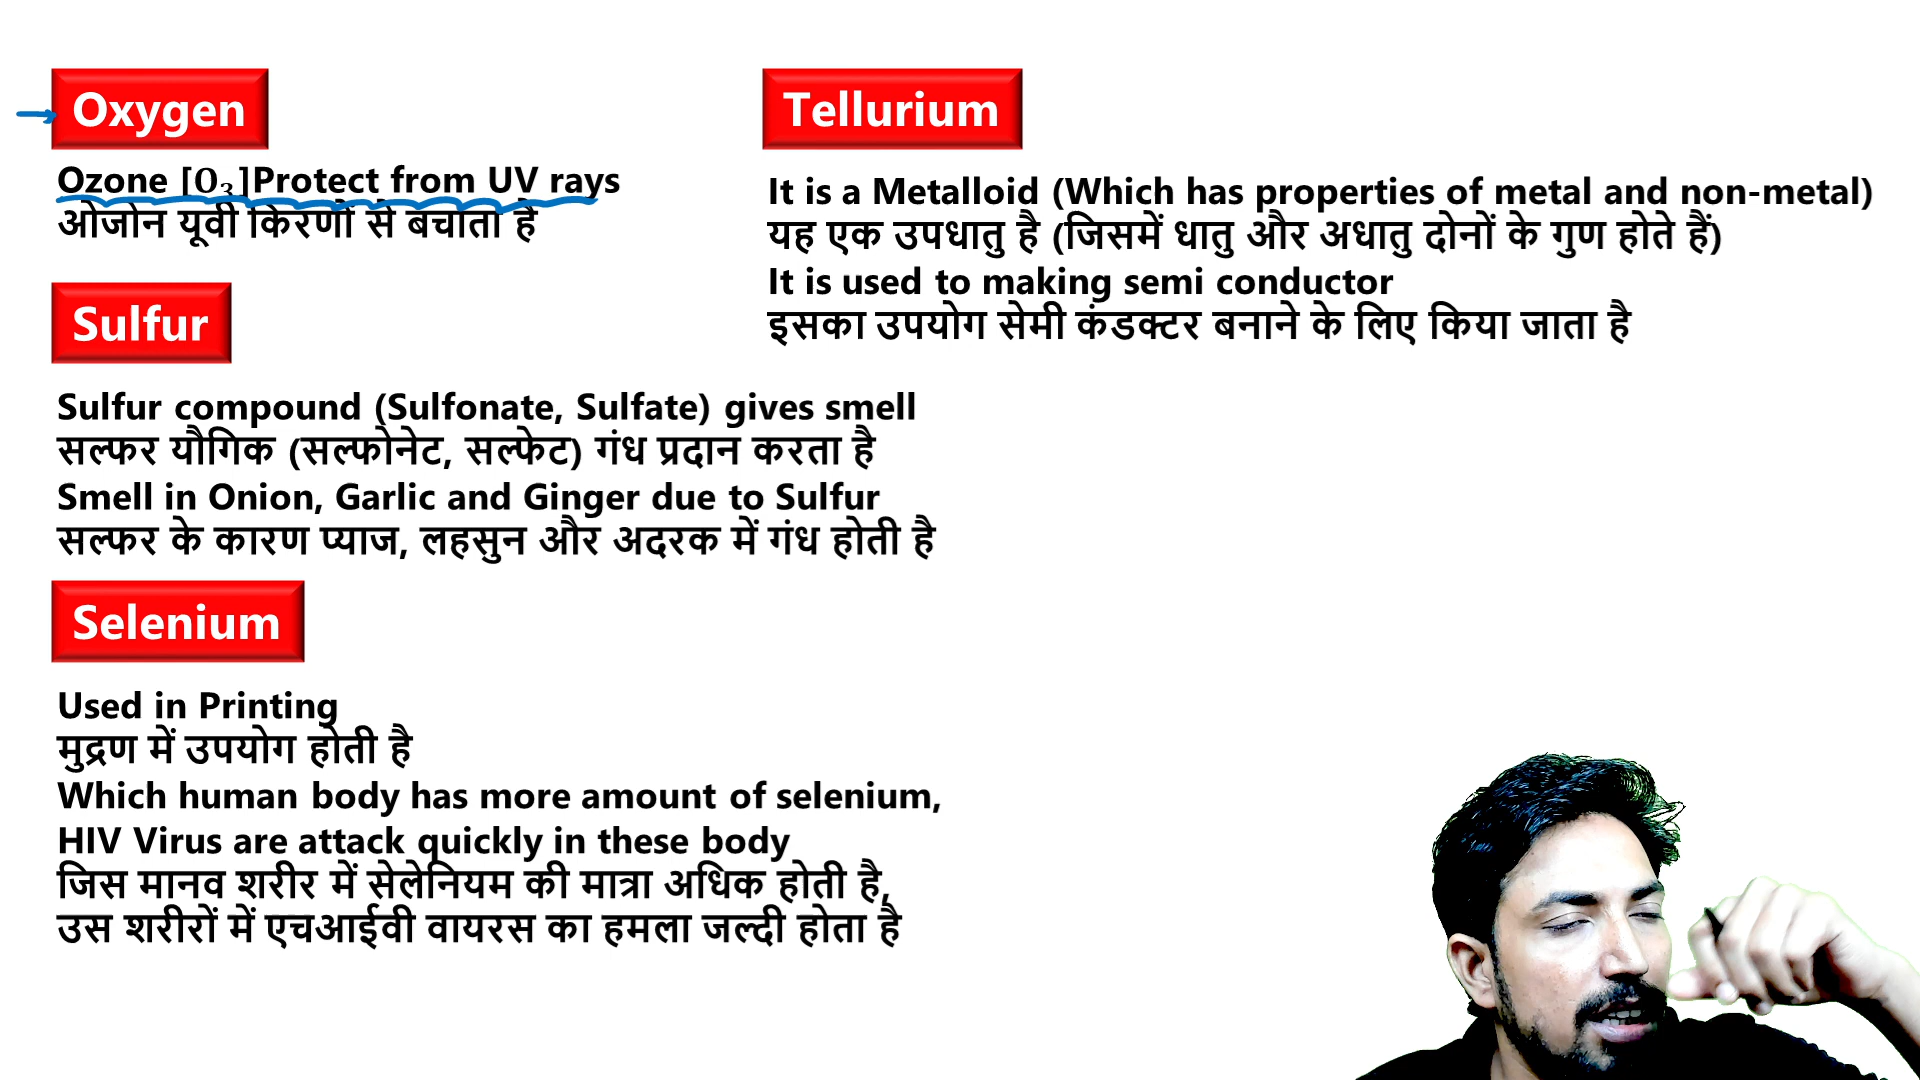 Oxygen
Ozone [O₃]Protect from UV rays
ओजोन यूवी किरणों से बचाता है
Sulfur
Sulfur compound (Sulfonate, Sulfate) gives smell
सल्फर यौगिक (सल्फोनेट, सल्फेट) गंध प्रदान करता है
Smell in Onion, Garlic and Ginger due to Sulfur
सल्फर के कारण प्याज, लहसुन और अदरक में गंध होती है
Selenium
Used in Printing
मुद्रण में उपयोग होती है
Which human body has more amount of selenium,
HIV Virus are attack quickly in these body
जिस मानव शरीर में सेलेनियम की मात्रा अधिक होती है,
उस शरीरों में एचआईवी वायरस का हमला जल्दी होता है
Tellurium
It is a Metalloid (Which has properties of metal and non-metal)
यह एक उपधातु है (जिसमें धातु और अधातु दोनों के गुण होते हैं)
It is used to making semi conductor
इसका उपयोग सेमी कंडक्टर बनाने के लिए किया जाता है